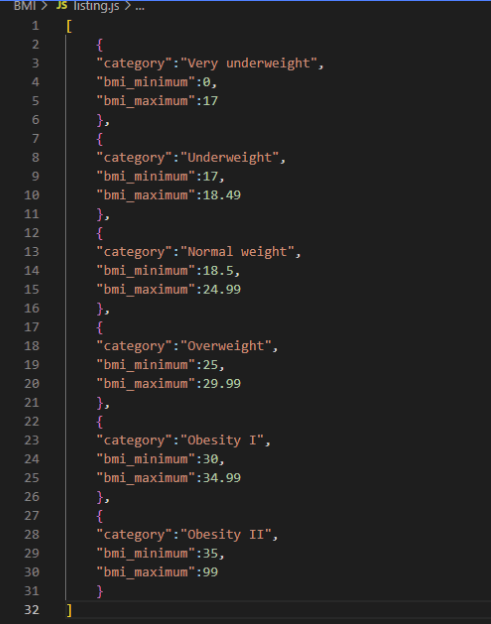 BMI > JS listing.js > ...
1 [
2 {
3 "category":"Very underweight",
4 "bmi_minimum":0,
5 "bmi_maximum":17
6 },
7 {
8 "category":"Underweight",
9 "bmi_minimum":17,
10 "bmi_maximum":18.49
11 },
12 {
13 "category":"Normal weight",
14 "bmi_minimum":18.5,
15 "bmi_maximum":24.99
16 },
17 {
18 "category":"Overweight",
19 "bmi_minimum":25,
20 "bmi_maximum":29.99
21 },
22 {
23 "category":"Obesity I",
24 "bmi_minimum":30,
25 "bmi_maximum":34.99
26 },
27 {
28 "category":"Obesity II",
29 "bmi_minimum":35,
30 "bmi_maximum":99
31 }
32 ]